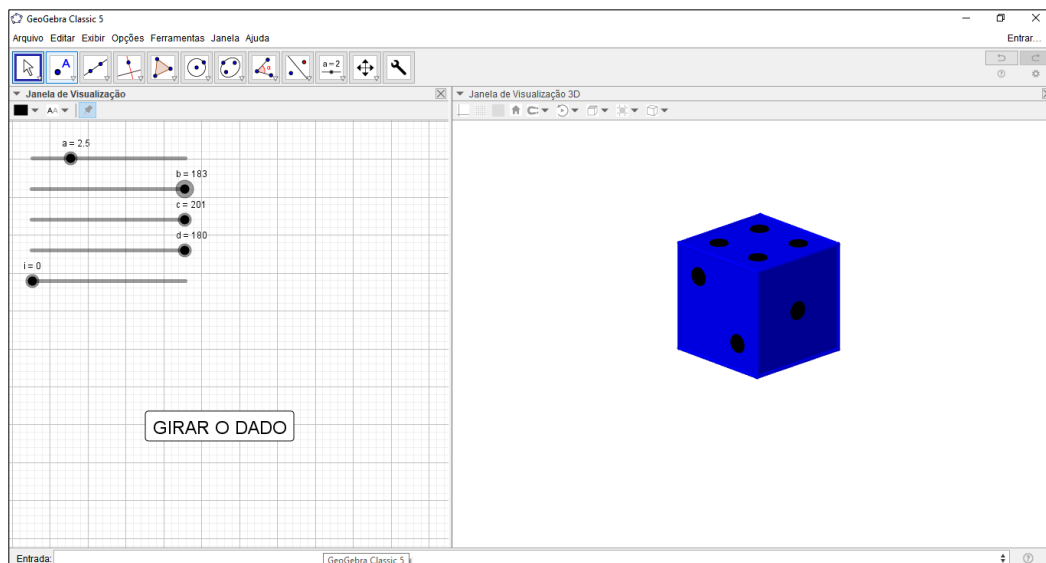 GeoGebra Classic 5
Arquivo Editar Exibir Opções Ferramentas Janela Ajuda
Entrar...
A
α
a = 2
Janela de Visualização
Janela de Visualização 3D
AA
a = 2.5
b = 183
c = 201
d = 180
i = 0
GIRAR O DADO
Entrada:
GeoGebra Classic 5